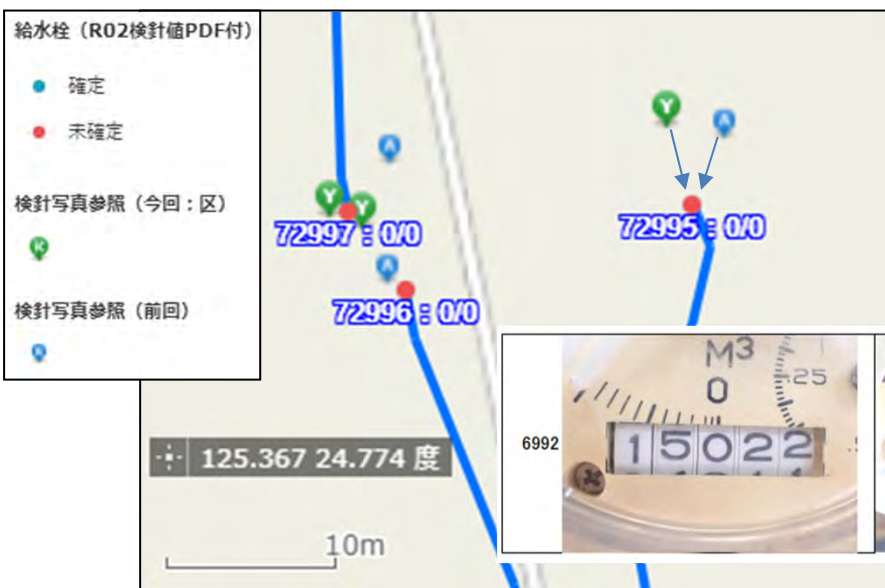 給水栓（R02検針値PDF付）
確定
未確定
検針写真参照（今回：区）
K
検針写真参照（前回）
Y
A
A
Y
Y
72997 : 0/0
72995 : 0/0
A
72996 : 0/0
125.367 24.774 度
10m
6992
M3
0
.25
15022